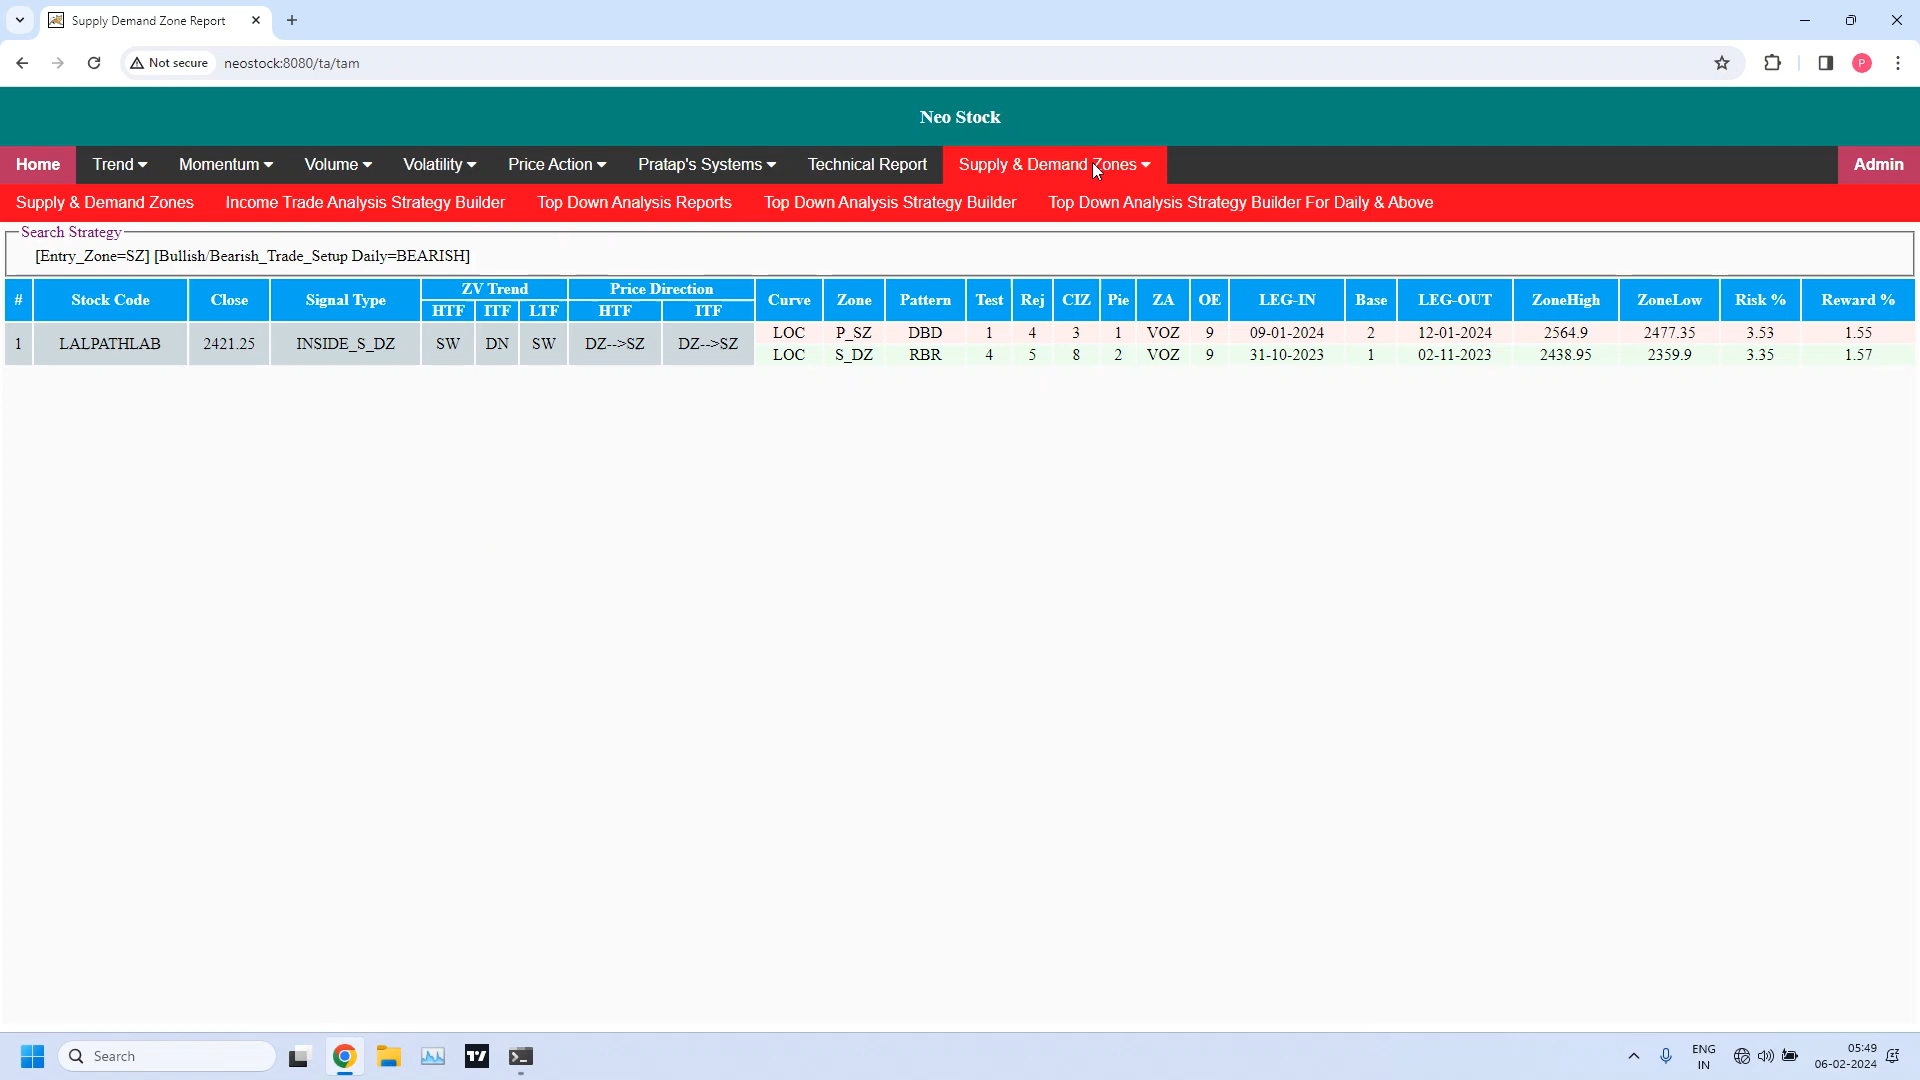 Supply Demand Zone Report
Not secure neostock:8080/ta/tam P
Neo Stock
Home Trend Momentum Volume Volatility Price Action Pratap's Systems Technical Report Supply & Demand Zones Admin
Supply & Demand Zones Income Trade Analysis Strategy Builder Top Down Analysis Reports Top Down Analysis Strategy Builder Top Down Analysis Strategy Builder For Daily & Above
Search Strategy
[Entry_Zone=SZ] [Bullish/Bearish_Trade_Setup Daily=BEARISH]
# Stock Code Close Signal Type ZV Trend Price Direction Curve Zone Pattern Test Rej CIZ Pie ZA OE LEG-IN Base LEG-OUT ZoneHigh ZoneLow Risk % Reward %
HTF ITF LTF HTF ITF
1 LALPATHLAB 2421.25 INSIDE_S_DZ SW DN SW DZ-->SZ DZ-->SZ LOC P_SZ DBD 1 4 3 1 VOZ 9 09-01-2024 2 12-01-2024 2564.9 2477.35 3.53 1.55
LOC S_DZ RBR 4 5 8 2 VOZ 9 31-10-2023 1 02-11-2023 2438.95 2359.9 3.35 1.57
Search ENG 05:49
IN 06-02-2024